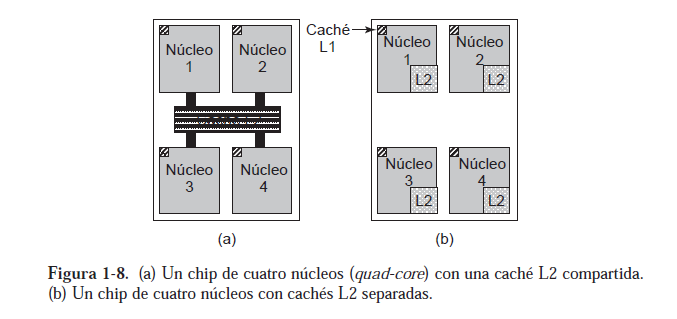 Núcleo
1
Núcleo
2
Núcleo
3
Núcleo
4
(a)
Caché
L1
Núcleo
1
L2
Núcleo
2
L2
Núcleo
3
L2
Núcleo
4
L2
(b)
Figura 1-8. (a) Un chip de cuatro núcleos (quad-core) con una caché L2 compartida.
(b) Un chip de cuatro núcleos con cachés L2 separadas.